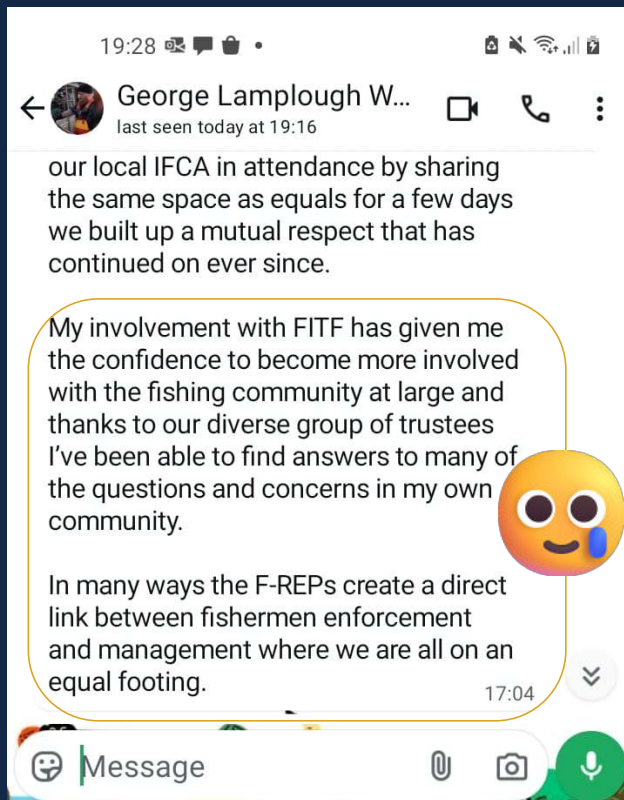 19:28
George Lamplough W...
last seen today at 19:16
our local IFCA in attendance by sharing
the same space as equals for a few days
we built up a mutual respect that has
continued on ever since.
My involvement with FITF has given me
the confidence to become more involved
with the fishing community at large and
thanks to our diverse group of trustees
I've been able to find answers to many of
the questions and concerns in my own
community.
In many ways the F-REPs create a direct
link between fishermen enforcement
and management where we are all on an
equal footing.
17:04
Message